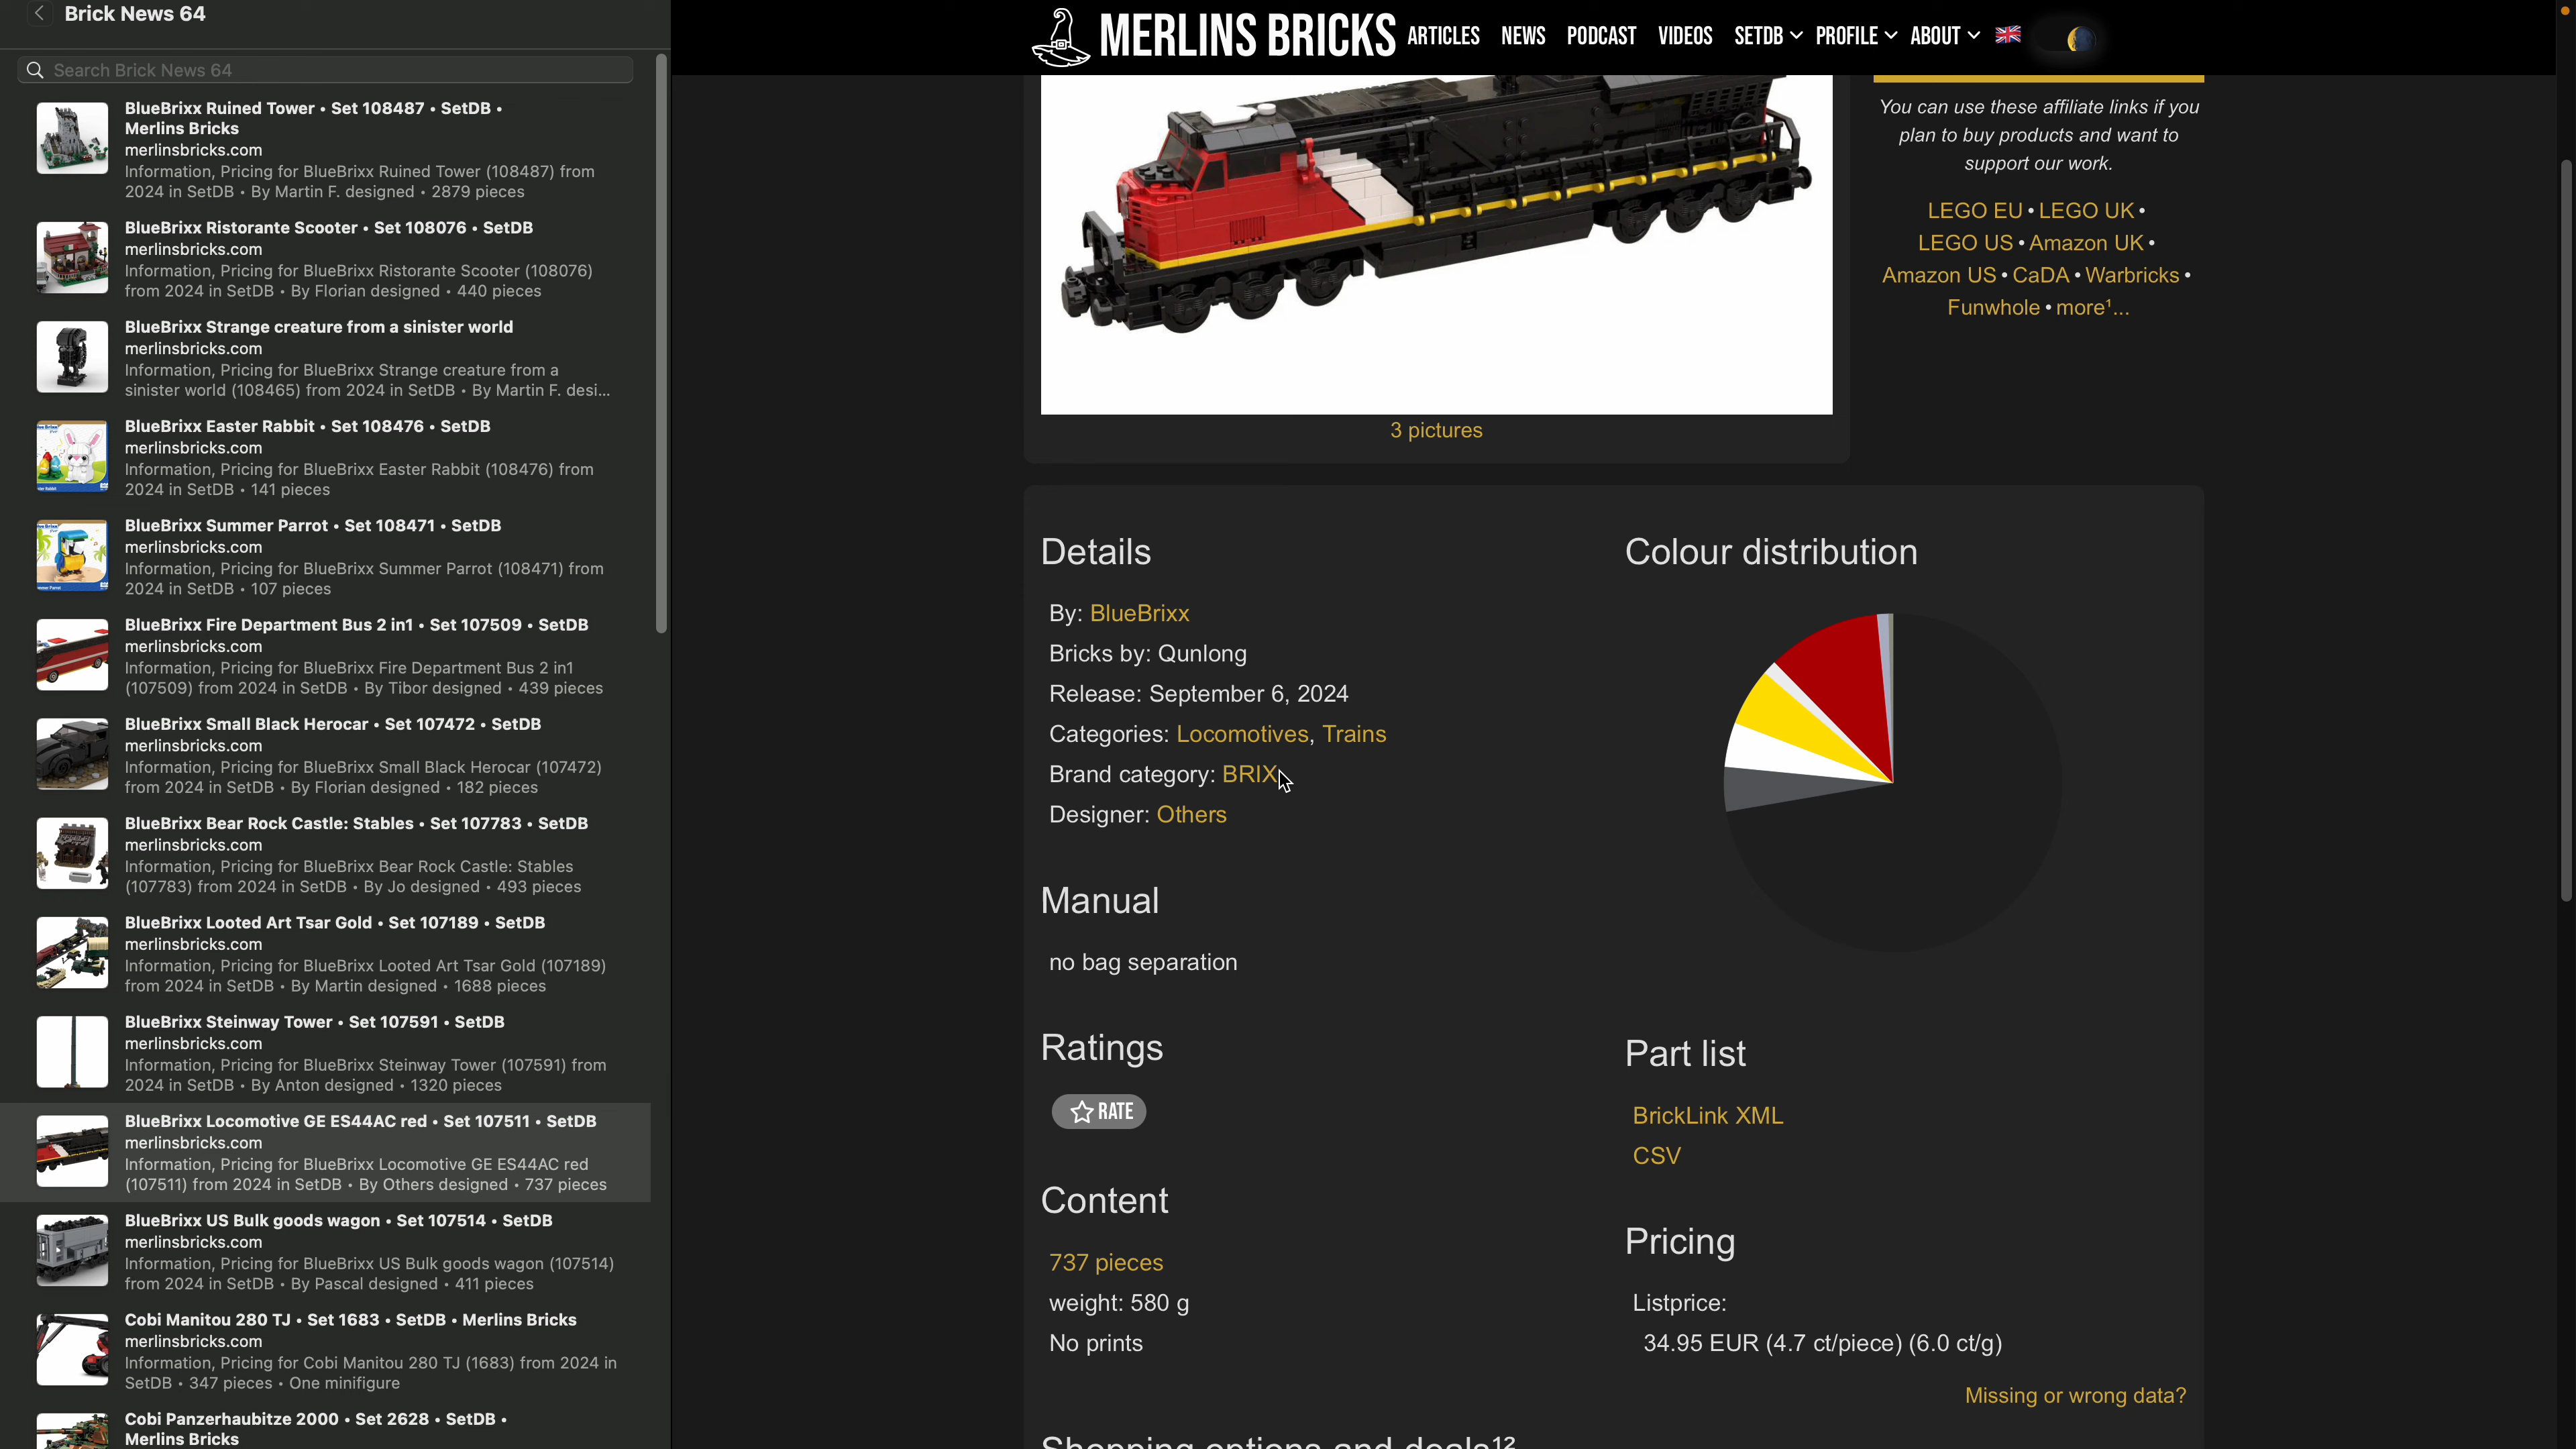 Brick News 64
Search Brick News 64
BlueBrixx Ruined Tower • Set 108487 • SetDB •
Merlins Bricks
merlinsbricks.com
Information, Pricing for BlueBrixx Ruined Tower (108487) from
2024 in SetDB • By Martin F. designed • 2879 pieces
BlueBrixx Ristorante Scooter • Set 108076 • SetDB
merlinsbricks.com
Information, Pricing for BlueBrixx Ristorante Scooter (108076)
from 2024 in SetDB • By Florian designed • 440 pieces
BlueBrixx Strange creature from a sinister world
merlinsbricks.com
Information, Pricing for BlueBrixx Strange creature from a
sinister world (108465) from 2024 in SetDB • By Martin F. desi...
BlueBrixx Easter Rabbit • Set 108476 • SetDB
merlinsbricks.com
Information, Pricing for BlueBrixx Easter Rabbit (108476) from
2024 in SetDB • 141 pieces
BlueBrixx Summer Parrot • Set 108471 • SetDB
merlinsbricks.com
Information, Pricing for BlueBrixx Summer Parrot (108471) from
2024 in SetDB • 107 pieces
BlueBrixx Fire Department Bus 2 in1 • Set 107509 • SetDB
merlinsbricks.com
Information, Pricing for BlueBrixx Fire Department Bus 2 in1
(107509) from 2024 in SetDB • By Tibor designed • 439 pieces
BlueBrixx Small Black Herocar • Set 107472 • SetDB
merlinsbricks.com
Information, Pricing for BlueBrixx Small Black Herocar (107472)
from 2024 in SetDB • By Florian designed • 182 pieces
BlueBrixx Bear Rock Castle: Stables • Set 107783 • SetDB
merlinsbricks.com
Information, Pricing for BlueBrixx Bear Rock Castle: Stables
(107783) from 2024 in SetDB • By Jo designed • 493 pieces
BlueBrixx Looted Art Tsar Gold • Set 107189 • SetDB
merlinsbricks.com
Information, Pricing for BlueBrixx Looted Art Tsar Gold (107189)
from 2024 in SetDB • By Martin designed • 1688 pieces
BlueBrixx Steinway Tower • Set 107591 • SetDB
merlinsbricks.com
Information, Pricing for BlueBrixx Steinway Tower (107591) from
2024 in SetDB • By Anton designed • 1320 pieces
BlueBrixx Locomotive GE ES44AC red • Set 107511 • SetDB
merlinsbricks.com
Information, Pricing for BlueBrixx Locomotive GE ES44AC red
(107511) from 2024 in SetDB • By Others designed • 737 pieces
BlueBrixx US Bulk goods wagon • Set 107514 • SetDB
merlinsbricks.com
Information, Pricing for BlueBrixx US Bulk goods wagon (107514)
from 2024 in SetDB • By Pascal designed • 411 pieces
Cobi Manitou 280 TJ • Set 1683 • SetDB • Merlins Bricks
merlinsbricks.com
Information, Pricing for Cobi Manitou 280 TJ (1683) from 2024 in
SetDB • 347 pieces • One minifigure
Cobi Panzerhaubitze 2000 • Set 2628 • SetDB •
Merlins Bricks
MERLINS BRICKS ARTICLES NEWS PODCAST VIDEOS SETDB PROFILE ABOUT
3 pictures
You can use these affiliate links if you
plan to buy products and want to
support our work.
LEGO EU • LEGO UK •
LEGO US • Amazon UK •
Amazon US • CaDA • Warbricks •
Funwhole • more¹...
Details
By: BlueBrixx
Bricks by: Qunlong
Release: September 6, 2024
Categories: Locomotives, Trains
Brand category: BRIX
Designer: Others
Manual
no bag separation
Ratings
RATE
Content
737 pieces
weight: 580 g
No prints
Colour distribution
Part list
BrickLink XML
CSV
Pricing
Listprice:
34.95 EUR (4.7 ct/piece) (6.0 ct/g)
Missing or wrong data?
Shopping options and deals¹²